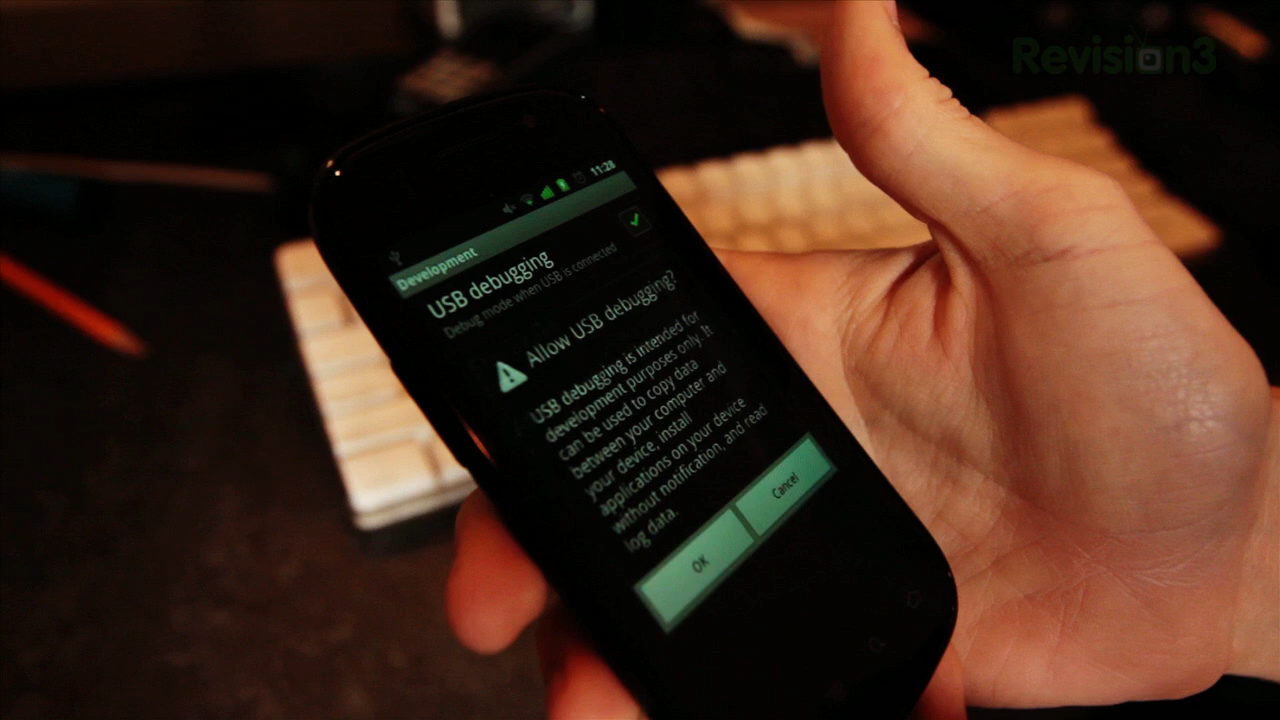 Revision3
11:28
Development
USB debugging
Debug mode when USB is connected
Allow USB debugging?
USB debugging is intended for
development purposes only. It
can be used to copy data
between your computer and
your device, install
applications on your device
without notification, and read
log data.
OK
Cancel